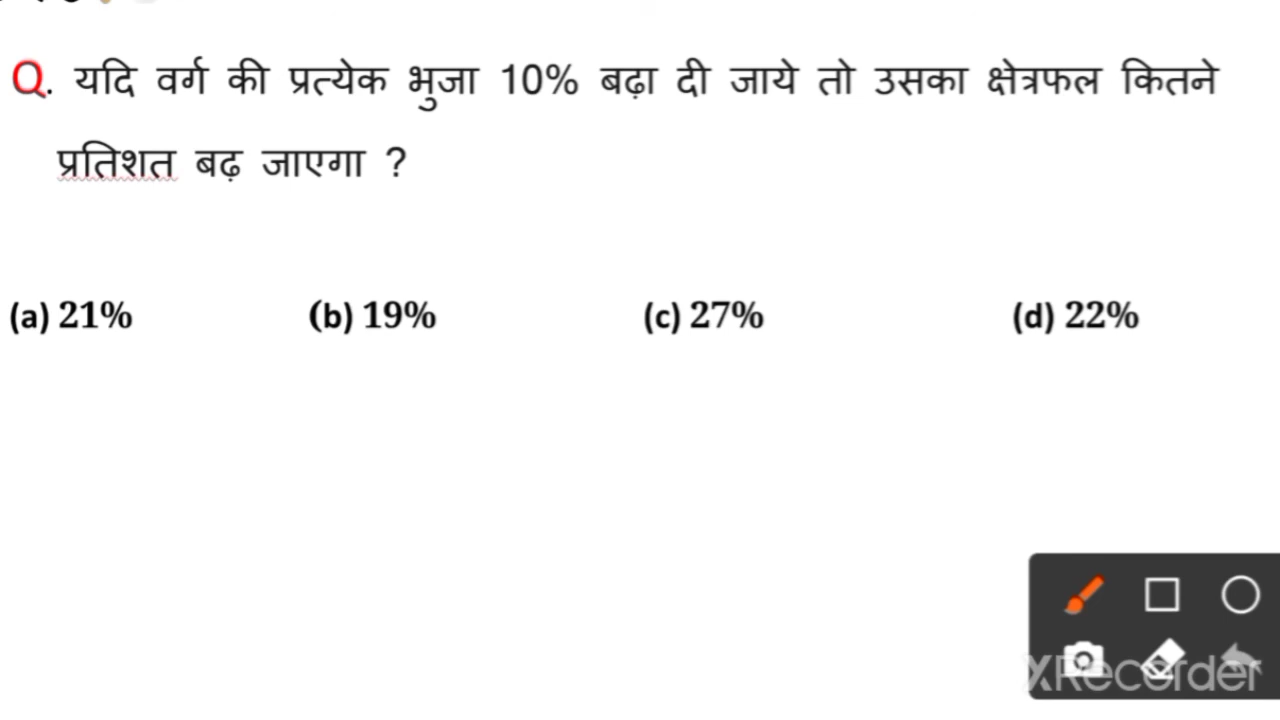 Q. यदि वर्ग की प्रत्येक भुजा 10% बढ़ा दी जाये तो उसका क्षेत्रफल कितने
प्रतिशत बढ़ जाएगा ?
(a) 21% (b) 19% (c) 27% (d) 22%
XRecorder